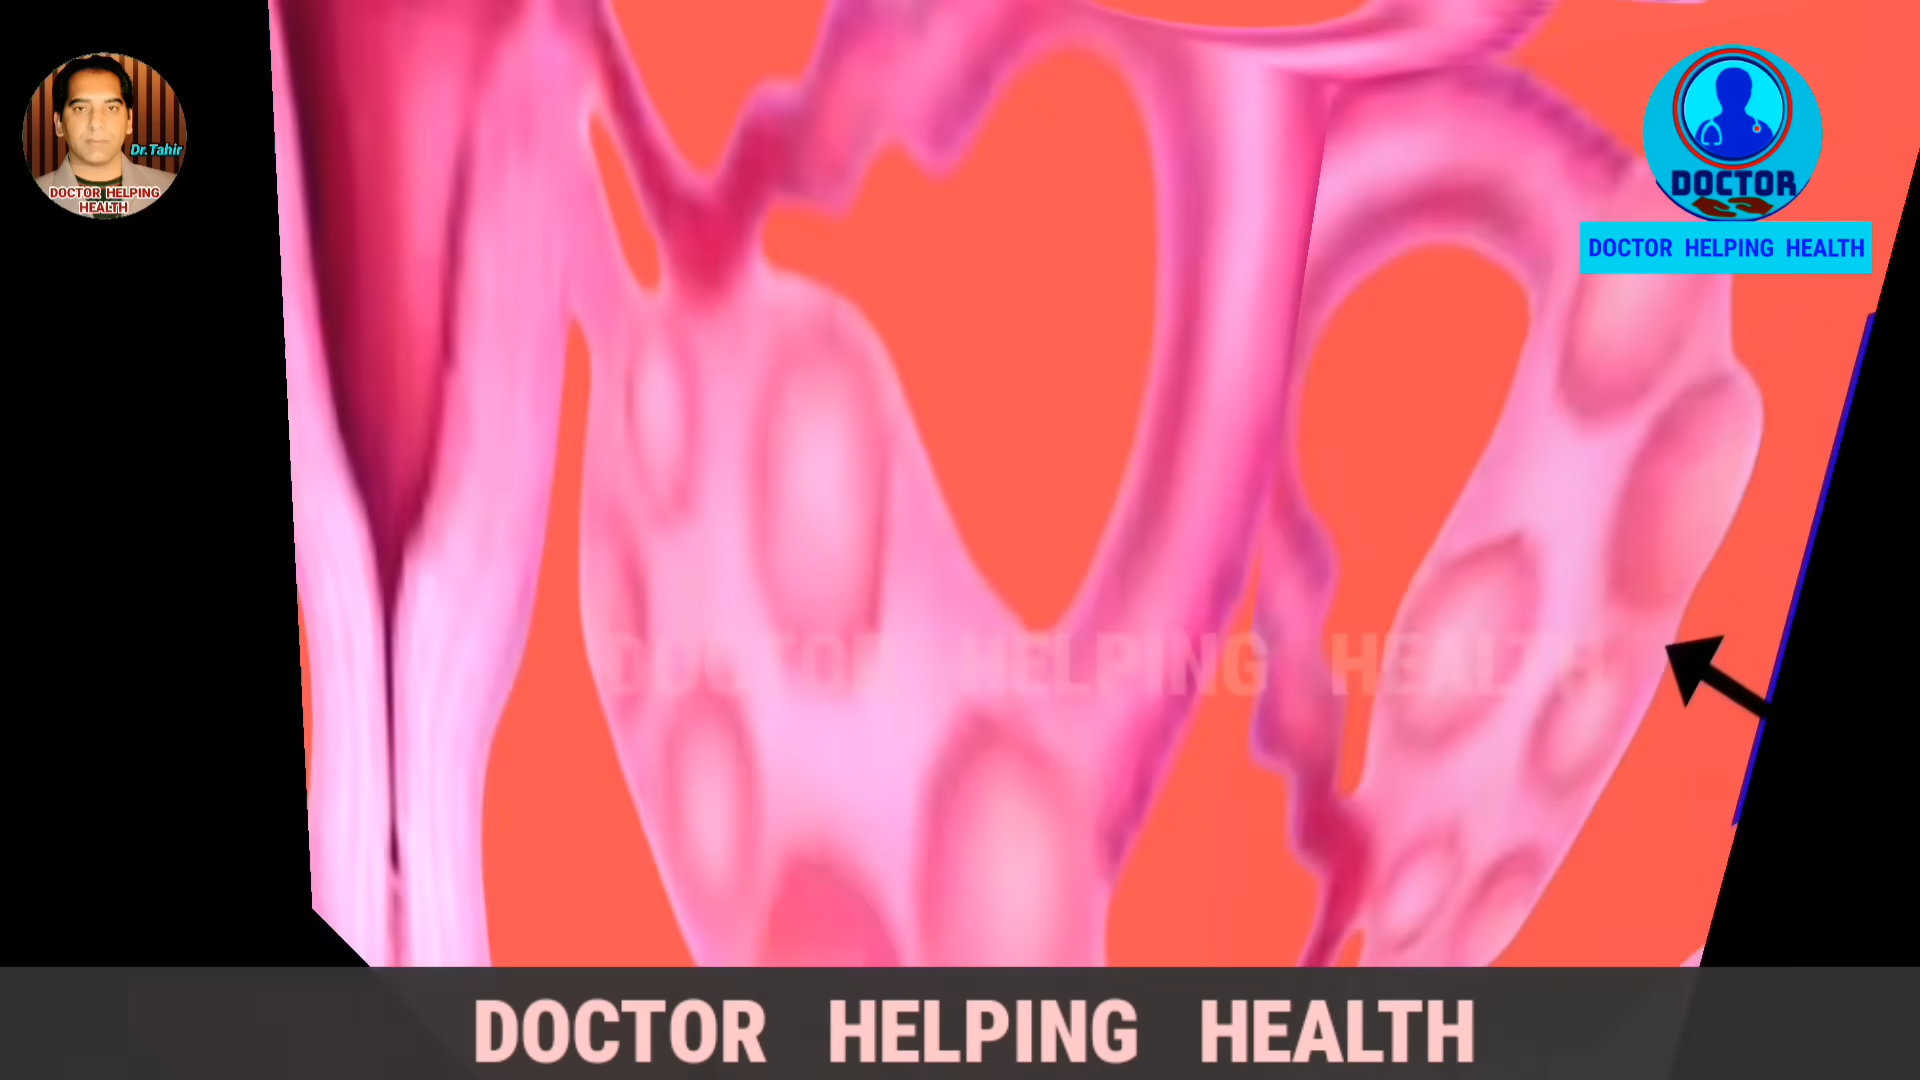 Dr.Tahir
DOCTOR HELPING
HEALTH
DOCTOR
DOCTOR HELPING HEALTH
DOCTOR HELPING HEALTH
DOCTOR HELPING HEALTH